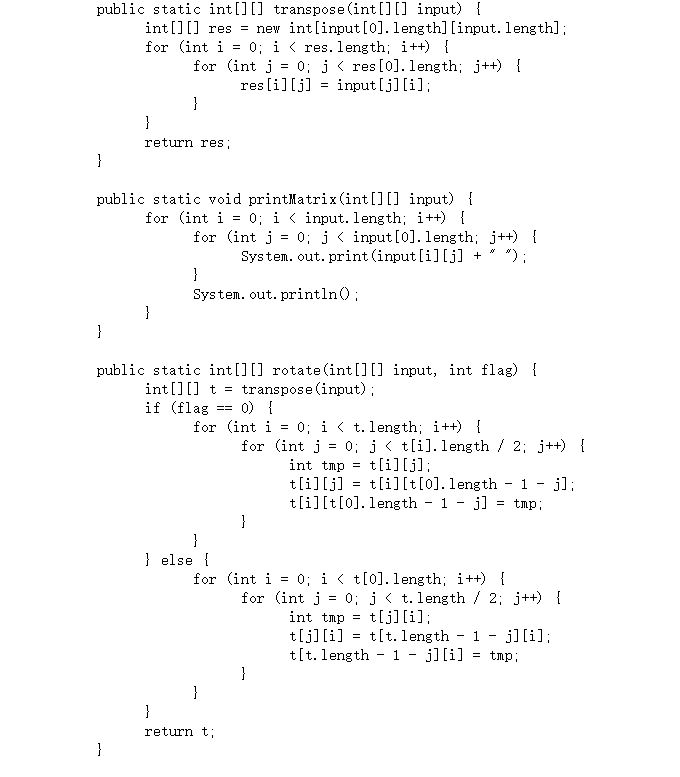 public static int[][] transpose(int[][] input) {
int[][] res = new int[input[0].length][input.length];
for (int i = 0; i < res.length; i++) {
for (int j = 0; j < res[0].length; j++) {
res[i][j] = input[j][i];
}
}
return res;
}
public static void printMatrix(int[][] input) {
for (int i = 0; i < input.length; i++) {
for (int j = 0; j < input[0].length; j++) {
System.out.print(input[i][j] + " ");
}
System.out.println();
}
}
public static int[][] rotate(int[][] input, int flag) {
int[][] t = transpose(input);
if (flag == 0) {
for (int i = 0; i < t.length; i++) {
for (int j = 0; j < t[i].length / 2; j++) {
int tmp = t[i][j];
t[i][j] = t[i][t[0].length - 1 - j];
t[i][t[0].length - 1 - j] = tmp;
}
}
} else {
for (int i = 0; i < t[0].length; i++) {
for (int j = 0; j < t.length / 2; j++) {
int tmp = t[j][i];
t[j][i] = t[t.length - 1 - j][i];
t[t.length - 1 - j][i] = tmp;
}
}
}
return t;
}